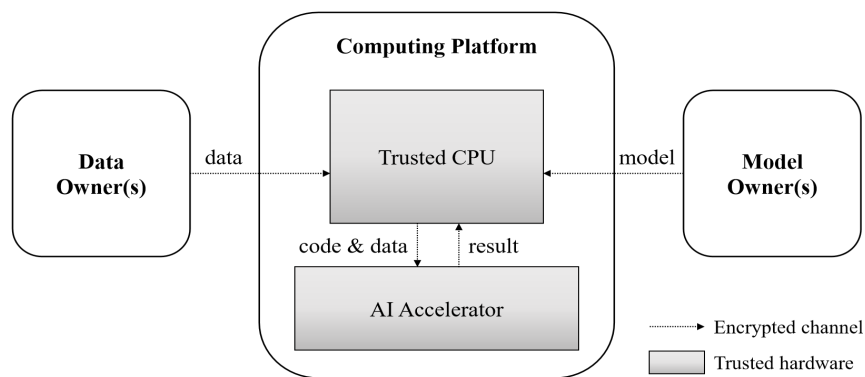 Computing Platform
Data
Owner(s)
data
Trusted CPU
model
Model
Owner(s)
code & data
result
AI Accelerator
Encrypted channel
Trusted hardware